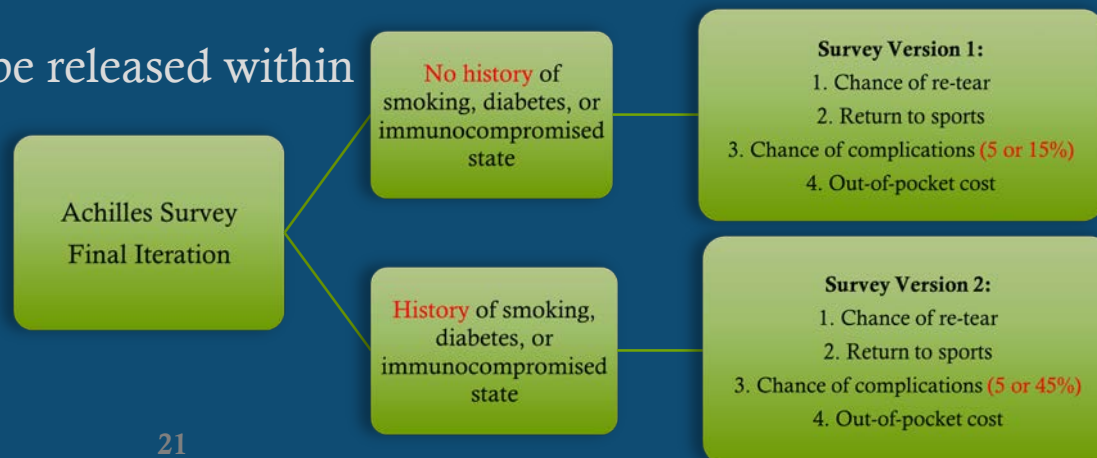 be released within
Achilles Survey
Final Iteration
No history of
smoking, diabetes, or
immunocompromised
state
Survey Version 1:
1. Chance of re-tear
2. Return to sports
3. Chance of complications (5 or 15%)
4. Out-of-pocket cost
History of smoking,
diabetes, or
immunocompromised
state
Survey Version 2:
1. Chance of re-tear
2. Return to sports
3. Chance of complications (5 or 45%)
4. Out-of-pocket cost
21